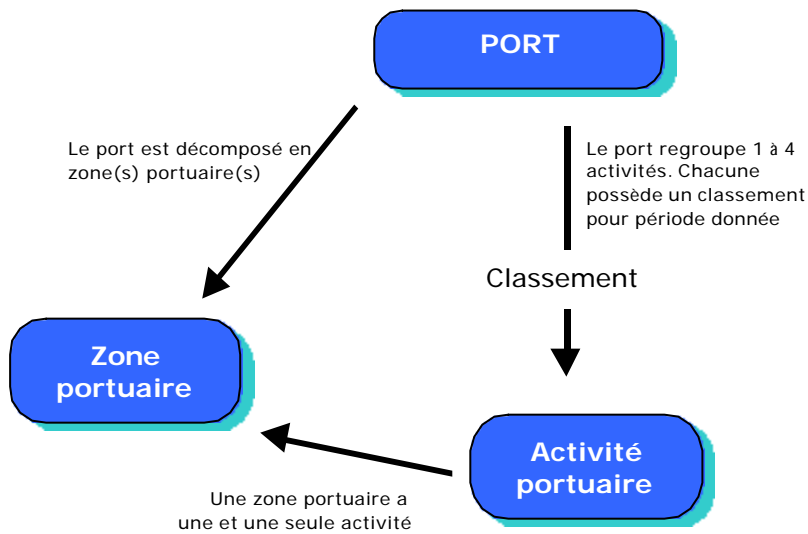 PORT
Le port est décomposé en
zone(s) portuaire(s)
Le port regroupe 1 à 4
activités. Chacune
possède un classement
pour période donnée
Classement
Zone
portuaire
Activité
portuaire
Une zone portuaire a
une et une seule activité